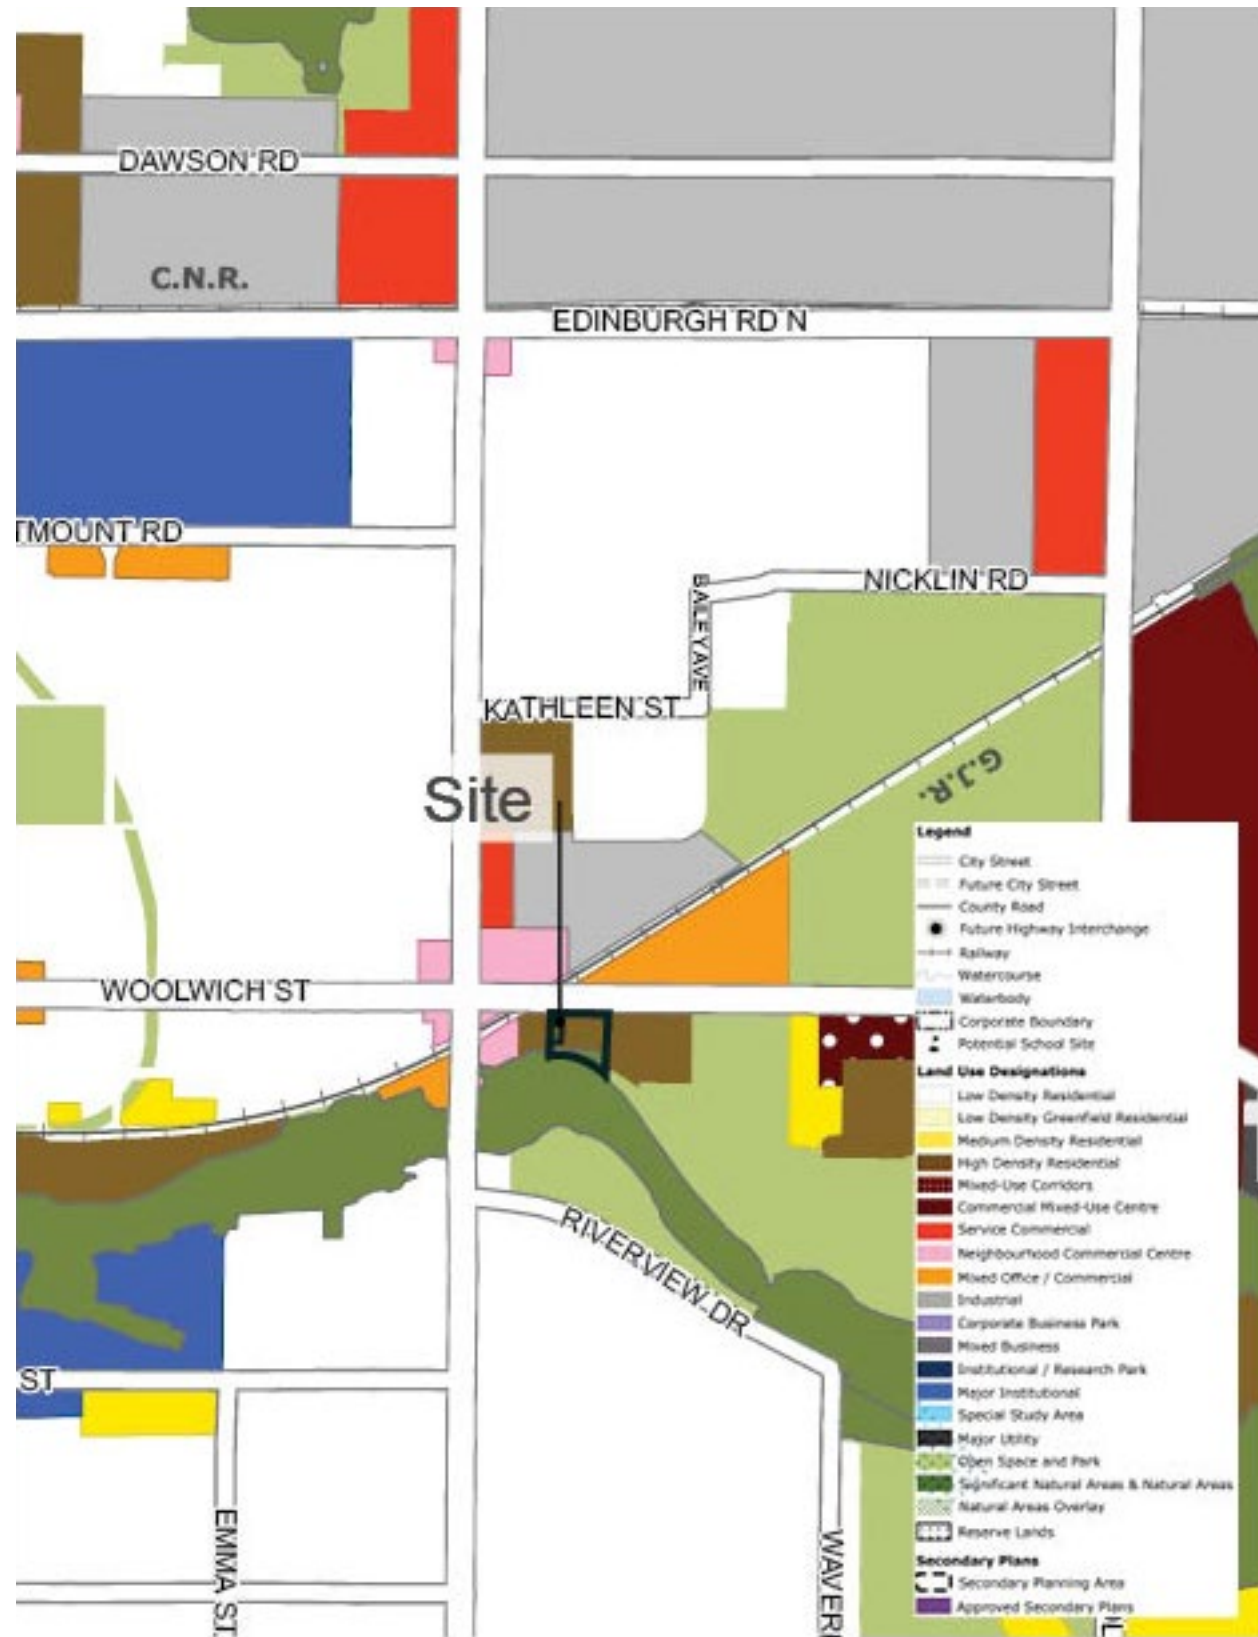 DAWSON RD
C.N.R.
EDINBURGH RD N
TMOUNT RD
NICKLIN RD
BAILEY AVE
KATHLEEN ST
G.J.R.
Site
WOOLWICH ST
RIVERVIEW DR
ST
EMMA ST
WAVER
Legend
City Street
Future City Street
County Road
Future Highway Interchange
Railway
Watercourse
Waterbody
Corporate Boundary
Potential School Site
Land Use Designations
Low Density Residential
Low Density Greenfield Residential
Medium Density Residential
High Density Residential
Mixed-Use Corridors
Commercial Mixed-Use Centre
Service Commercial
Neighbourhood Commercial Centre
Mixed Office / Commercial
Industrial
Corporate Business Park
Mixed Business
Institutional / Research Park
Major Institutional
Special Study Area
Major Utility
Open Space and Park
Significant Natural Areas & Natural Areas
Natural Areas Overlay
Reserve Lands
Secondary Plans
Secondary Planning Area
Approved Secondary Plans